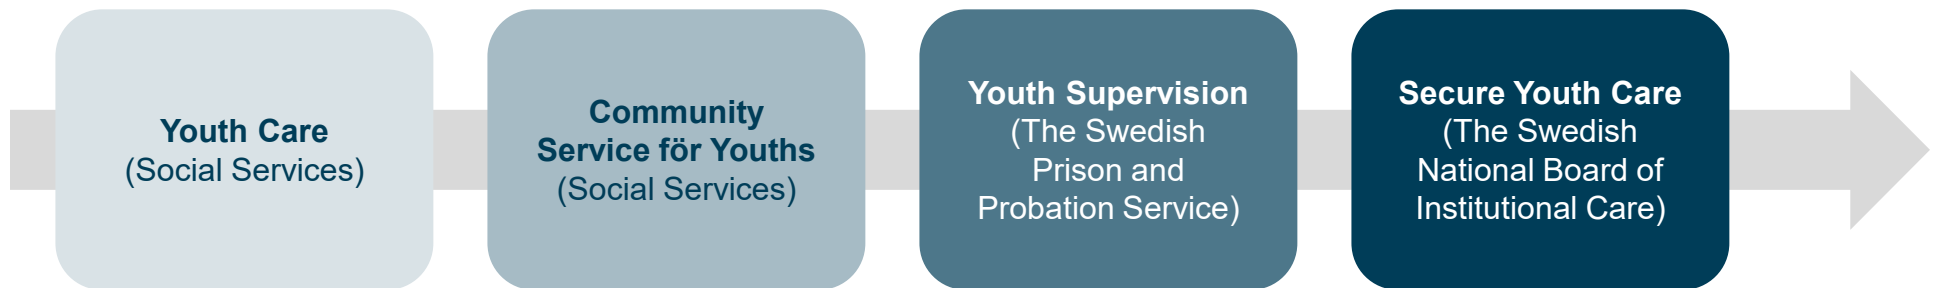 Youth Care
(Social Services)
Community
Service för Youths
(Social Services)
Youth Supervision
(The Swedish
Prison and
Probation Service)
Secure Youth Care
(The Swedish
National Board of
Institutional Care)